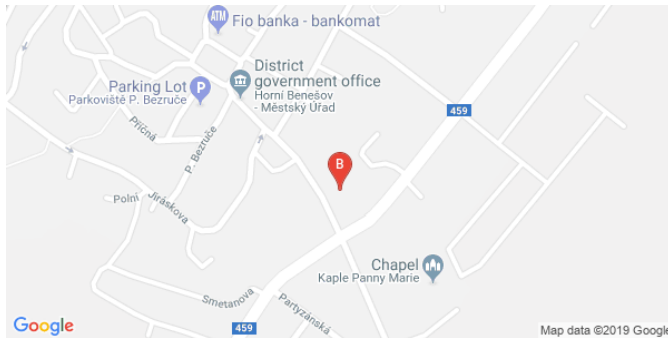 ATM
Fio banka - bankomat
District
government office
Horní Benešov
- Městský Úřad
Parking Lot
P
Parkoviště P. Bezruče
459
Příčná
P. Bezruče
B
Polní
Jiráskova
Chapel
Kaple Panny Marie
Smetanova
Partyzánská
459
Google
Map data ©2019 Google